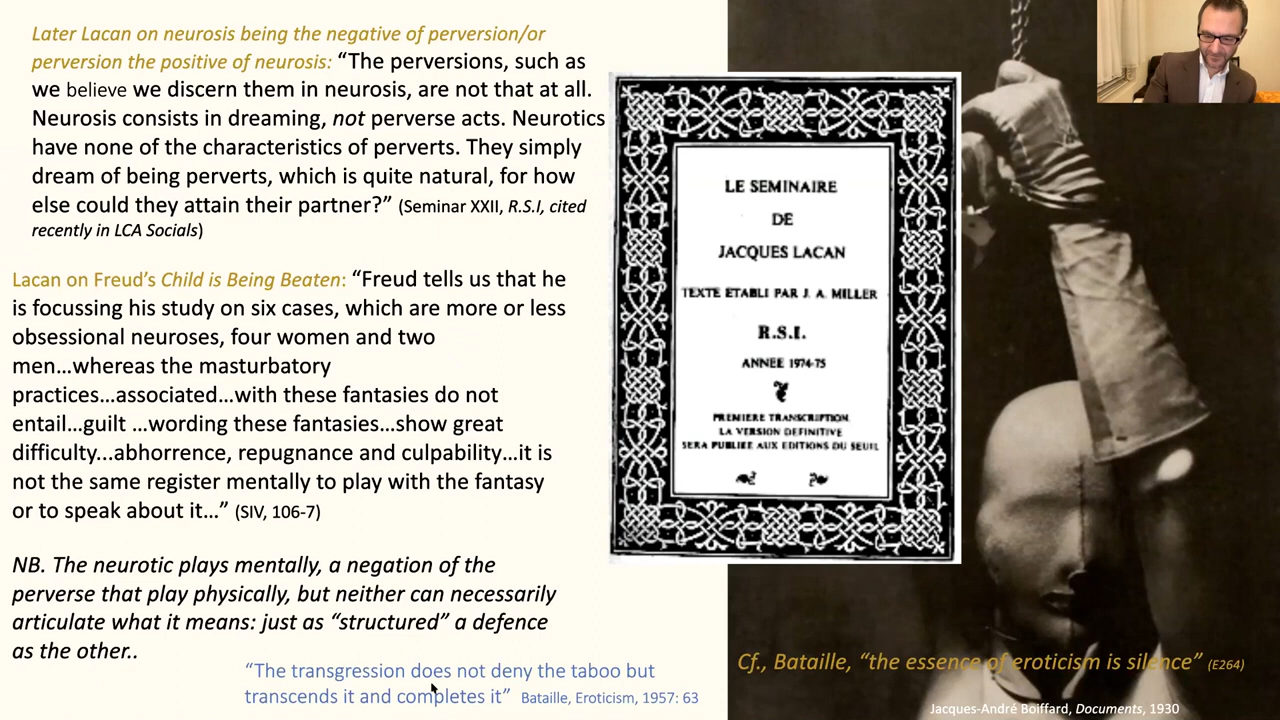 Later Lacan on neurosis being the negative of perversion/or
perversion the positive of neurosis: “The perversions, such as
we believe we discern them in neurosis, are not that at all.
Neurosis consists in dreaming, not perverse acts. Neurotics
have none of the characteristics of perverts. They simply
dream of being perverts, which is quite natural, for how
else could they attain their partner?” (Seminar XXII, R.S.I, cited
recently in LCA Socials)
Lacan on Freud’s Child is Being Beaten: “Freud tells us that he
is focussing his study on six cases, which are more or less
obsessional neuroses, four women and two
men…whereas the masturbatory
practices…associated…with these fantasies do not
entail…guilt …wording these fantasies…show great
difficulty...abhorrence, repugnance and culpability…it is
not the same register mentally to play with the fantasy
or to speak about it…” (SIV, 106-7)
NB. The neurotic plays mentally, a negation of the
perverse that play physically, but neither can necessarily
articulate what it means: just as “structured” a defence
as the other..
“The transgression does not deny the taboo but
transcends it and completes it” Bataille, Eroticism, 1957: 63
LE SEMINAIRE
DE
JACQUES LACAN
TEXTE ETABLI PAR J. A. MILLER
R.S.I.
ANNEE 1974-75
PREMIERE TRANSCRIPTION.
LA VERSION DEFINITIVE
SERA PUBLIEE AUX EDITIONS DU SEUIL
Cf., Bataille, “the essence of eroticism is silence” (E264)
Jacques-André Boiffard, Documents, 1930